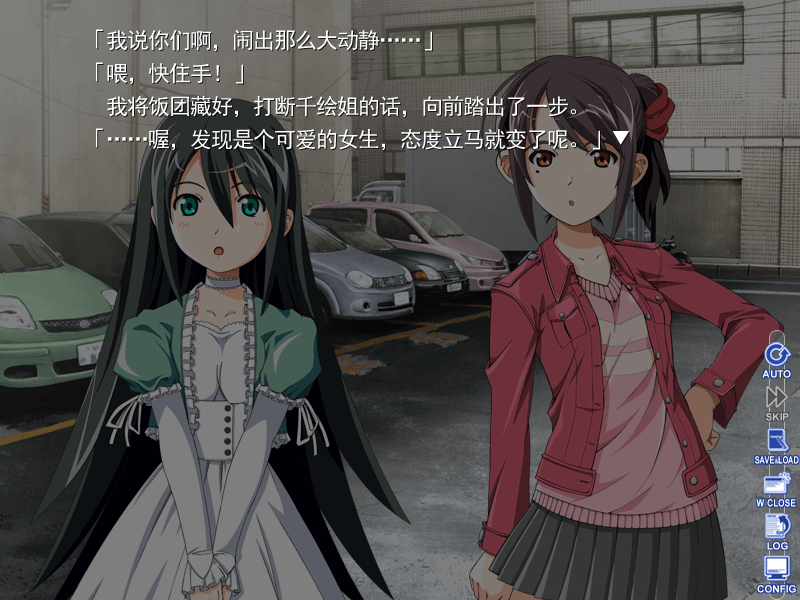 「我说你们啊，闹出那么大动静……」
「喂，快住手！」
我将饭团藏好，打断千绘姐的话，向前踏出了一步。
「……喔，发现是个可爱的女生，态度立马就变了呢。」▼
AUTO
SKIP
SAVE&LOAD
W CLOSE
LOG
CONFIG